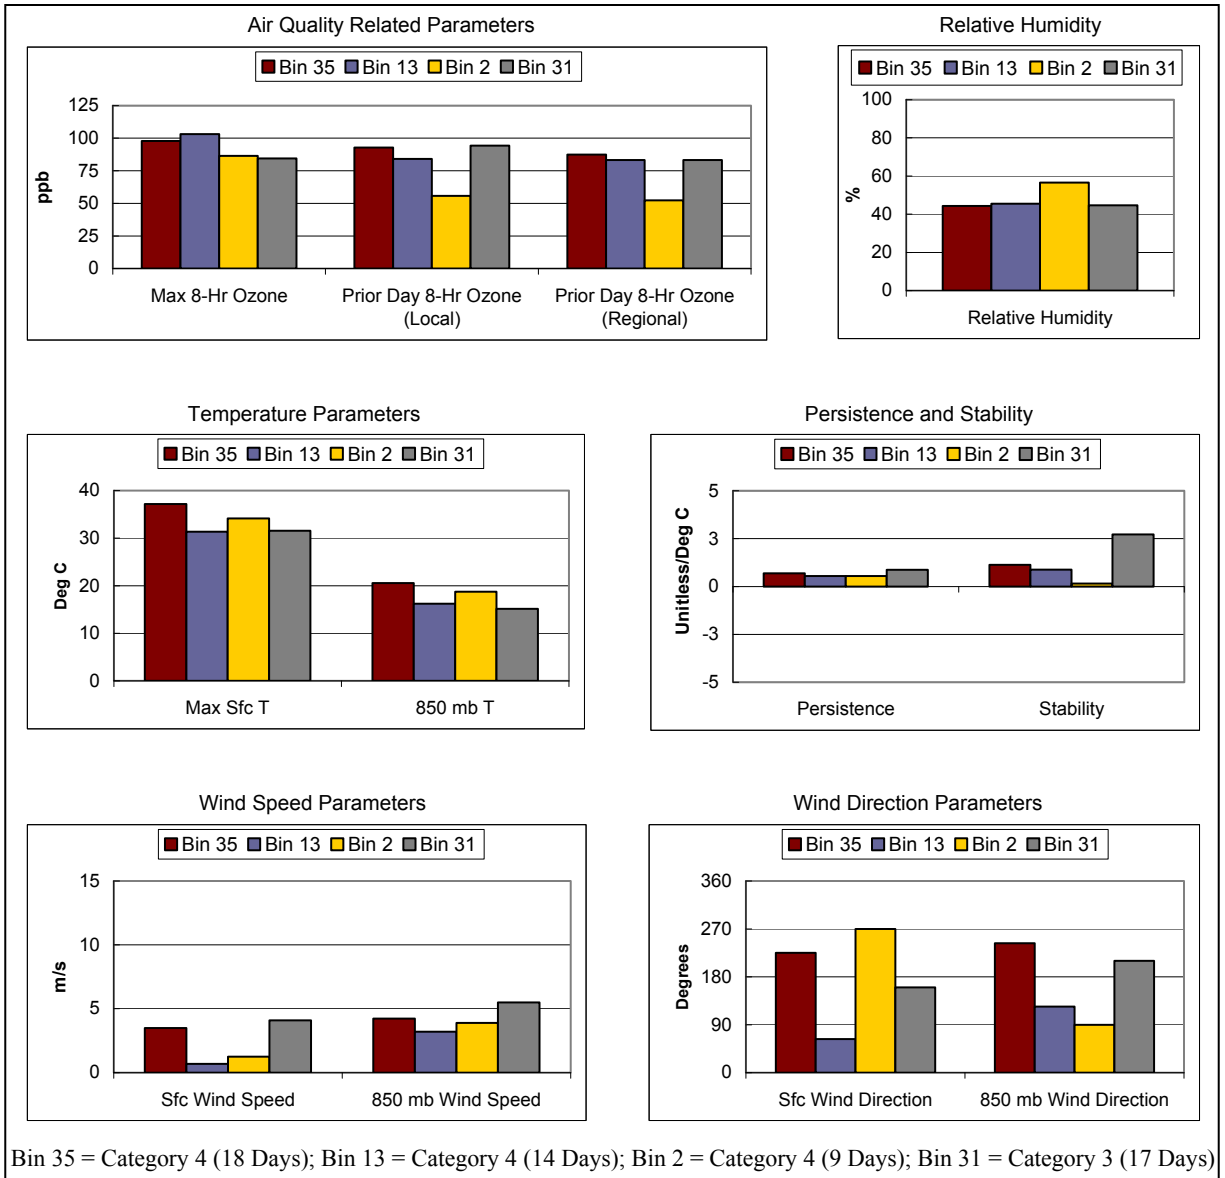 Air Quality Related Parameters
Bin 35 Bin 13 Bin 2 Bin 31
125
100
75
50
25
0
ppb
Max 8-Hr Ozone
Prior Day 8-Hr Ozone
(Local)
Prior Day 8-Hr Ozone
(Regional)
Relative Humidity
Bin 35 Bin 13 Bin 2 Bin 31
100
80
60
40
20
0
%
Relative Humidity
Temperature Parameters
Bin 35 Bin 13 Bin 2 Bin 31
40
30
20
10
0
Deg C
Max Sfc T
850 mb T
Persistence and Stability
Bin 35 Bin 13 Bin 2 Bin 31
5
3
0
-3
-5
Unitless/Deg C
Persistence
Stability
Wind Speed Parameters
Bin 35 Bin 13 Bin 2 Bin 31
15
10
5
0
m/s
Sfc Wind Speed
850 mb Wind Speed
Wind Direction Parameters
Bin 35 Bin 13 Bin 2 Bin 31
360
270
180
90
0
Degrees
Sfc Wind Direction
850 mb Wind Direction
Bin 35 = Category 4 (18 Days); Bin 13 = Category 4 (14 Days); Bin 2 = Category 4 (9 Days); Bin 31 = Category 3 (17 Days)